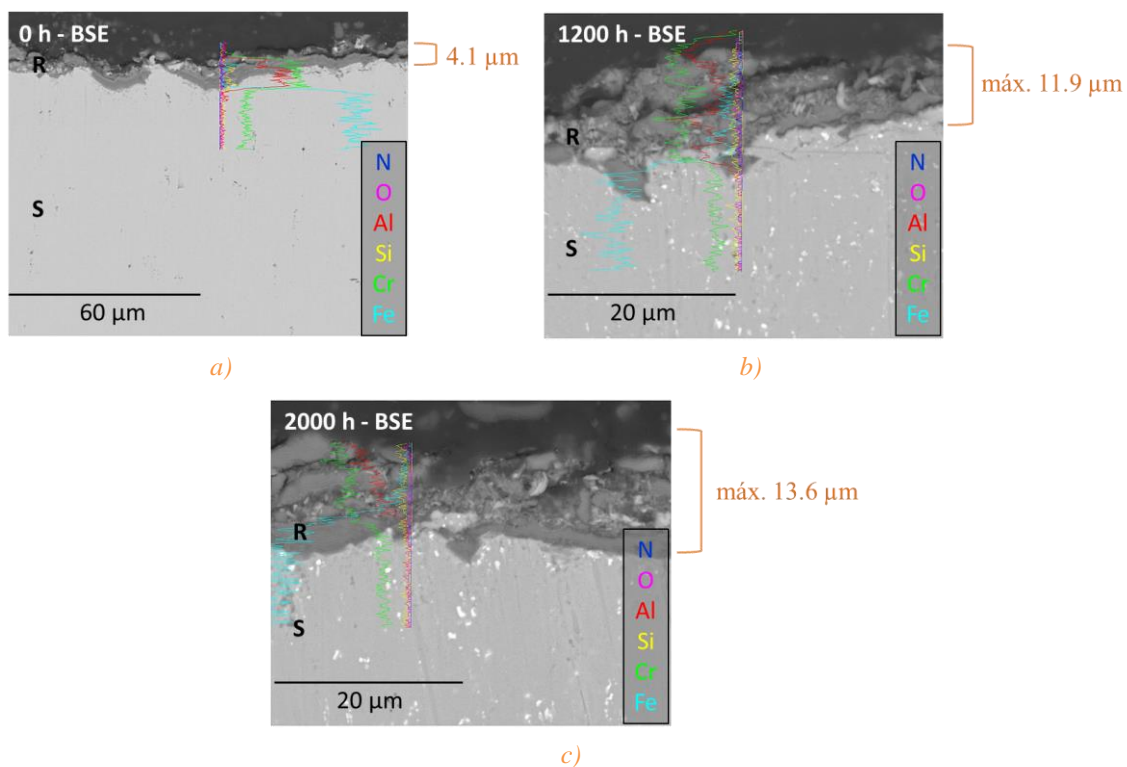 0 h - BSE
R
4.1 µm
S
N
O
Al
Si
Cr
Fe
60 µm
a)
1200 h - BSE
R
máx. 11.9 µm
S
N
O
Al
Si
Cr
Fe
20 µm
b)
2000 h - BSE
R
máx. 13.6 µm
S
N
O
Al
Si
Cr
Fe
20 µm
c)